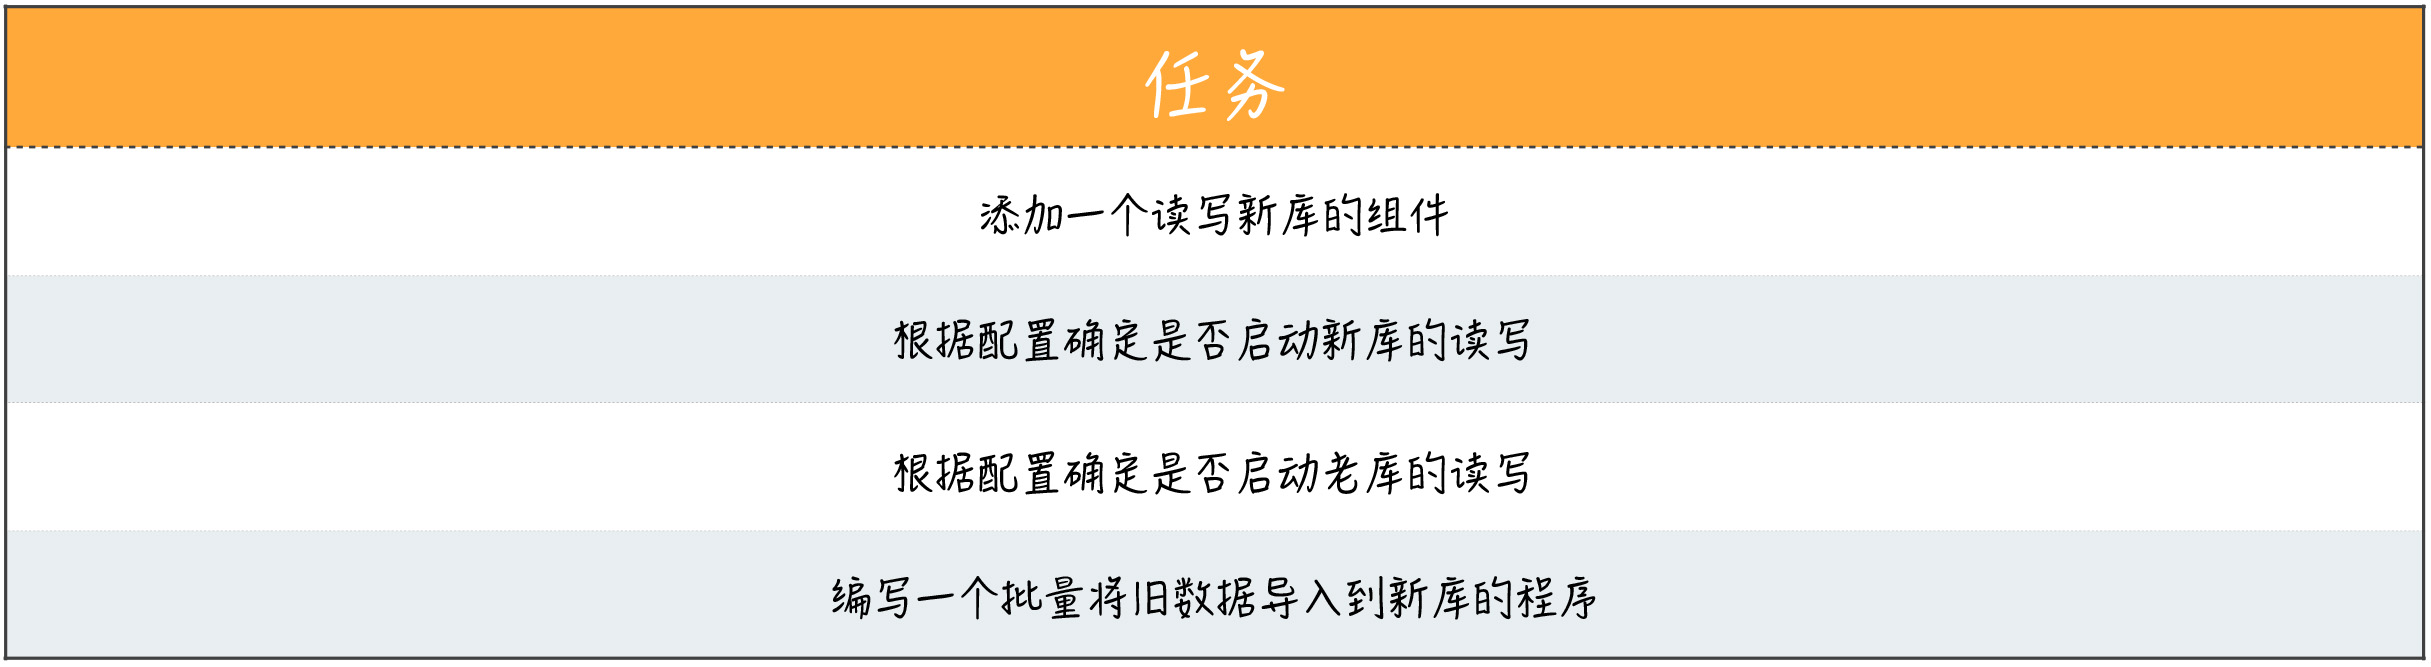 任务
添加一个读写新库的组件
根据配置确定是否启动新库的读写
根据配置确定是否启动老库的读写
编写一个批量将旧数据导入到新库的程序